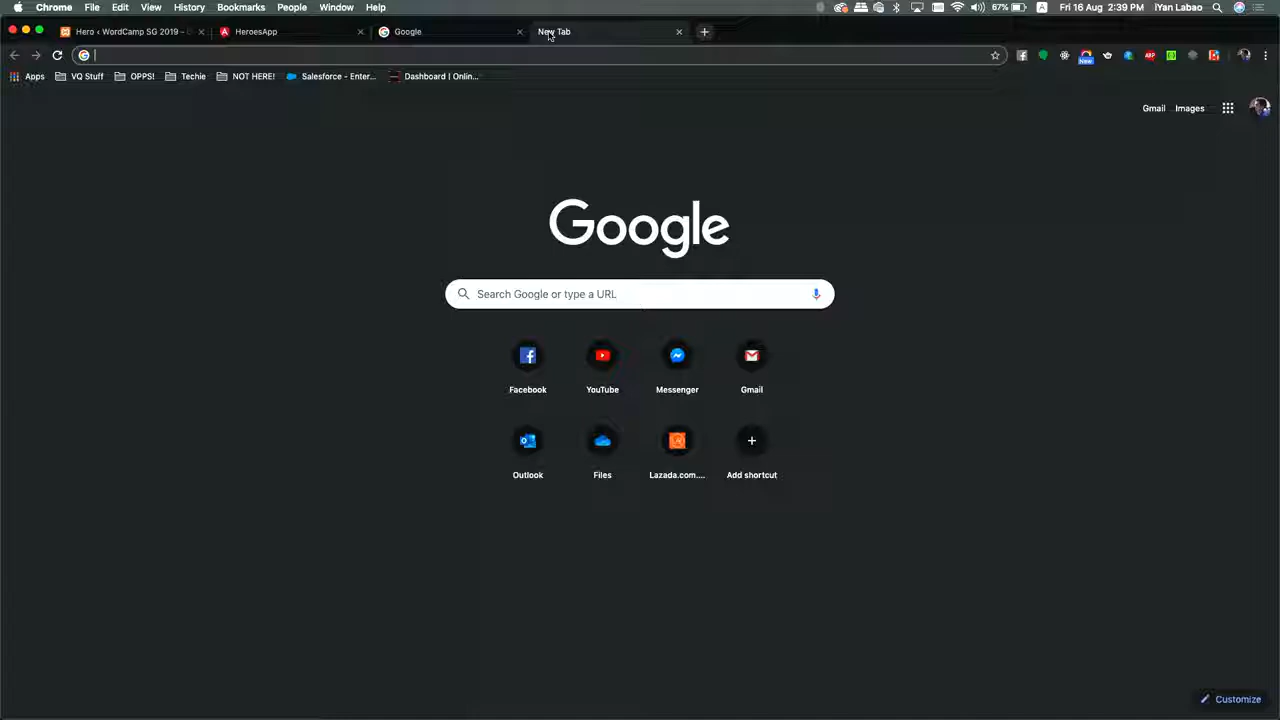 Chrome File Edit View History Bookmarks People Window Help 67% A Fri 16 Aug 2:39 PM iYan Labao
Hero ‹ WordCamp SG 2019 – HeroesApp Google New Tab
Apps VQ Stuff OPPS! Techie NOT HERE! Salesforce - Enter... Dashboard | Onlin... New ABP
Gmail Images
Google
Search Google or type a URL
Facebook YouTube Messenger Gmail
Outlook Files Lazada.com.... Add shortcut
Customize